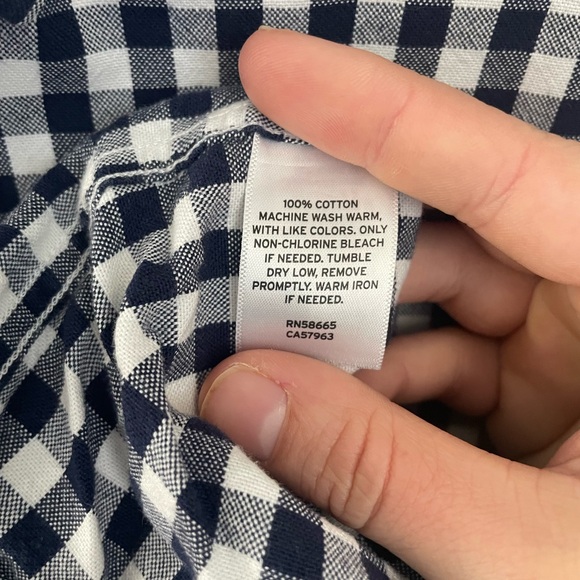 100% COTTON
MACHINE WASH WARM,
WITH LIKE COLORS. ONLY
NON-CHLORINE BLEACH
IF NEEDED. TUMBLE
DRY LOW, REMOVE
PROMPTLY. WARM IRON
IF NEEDED.
RN58665
CA57963